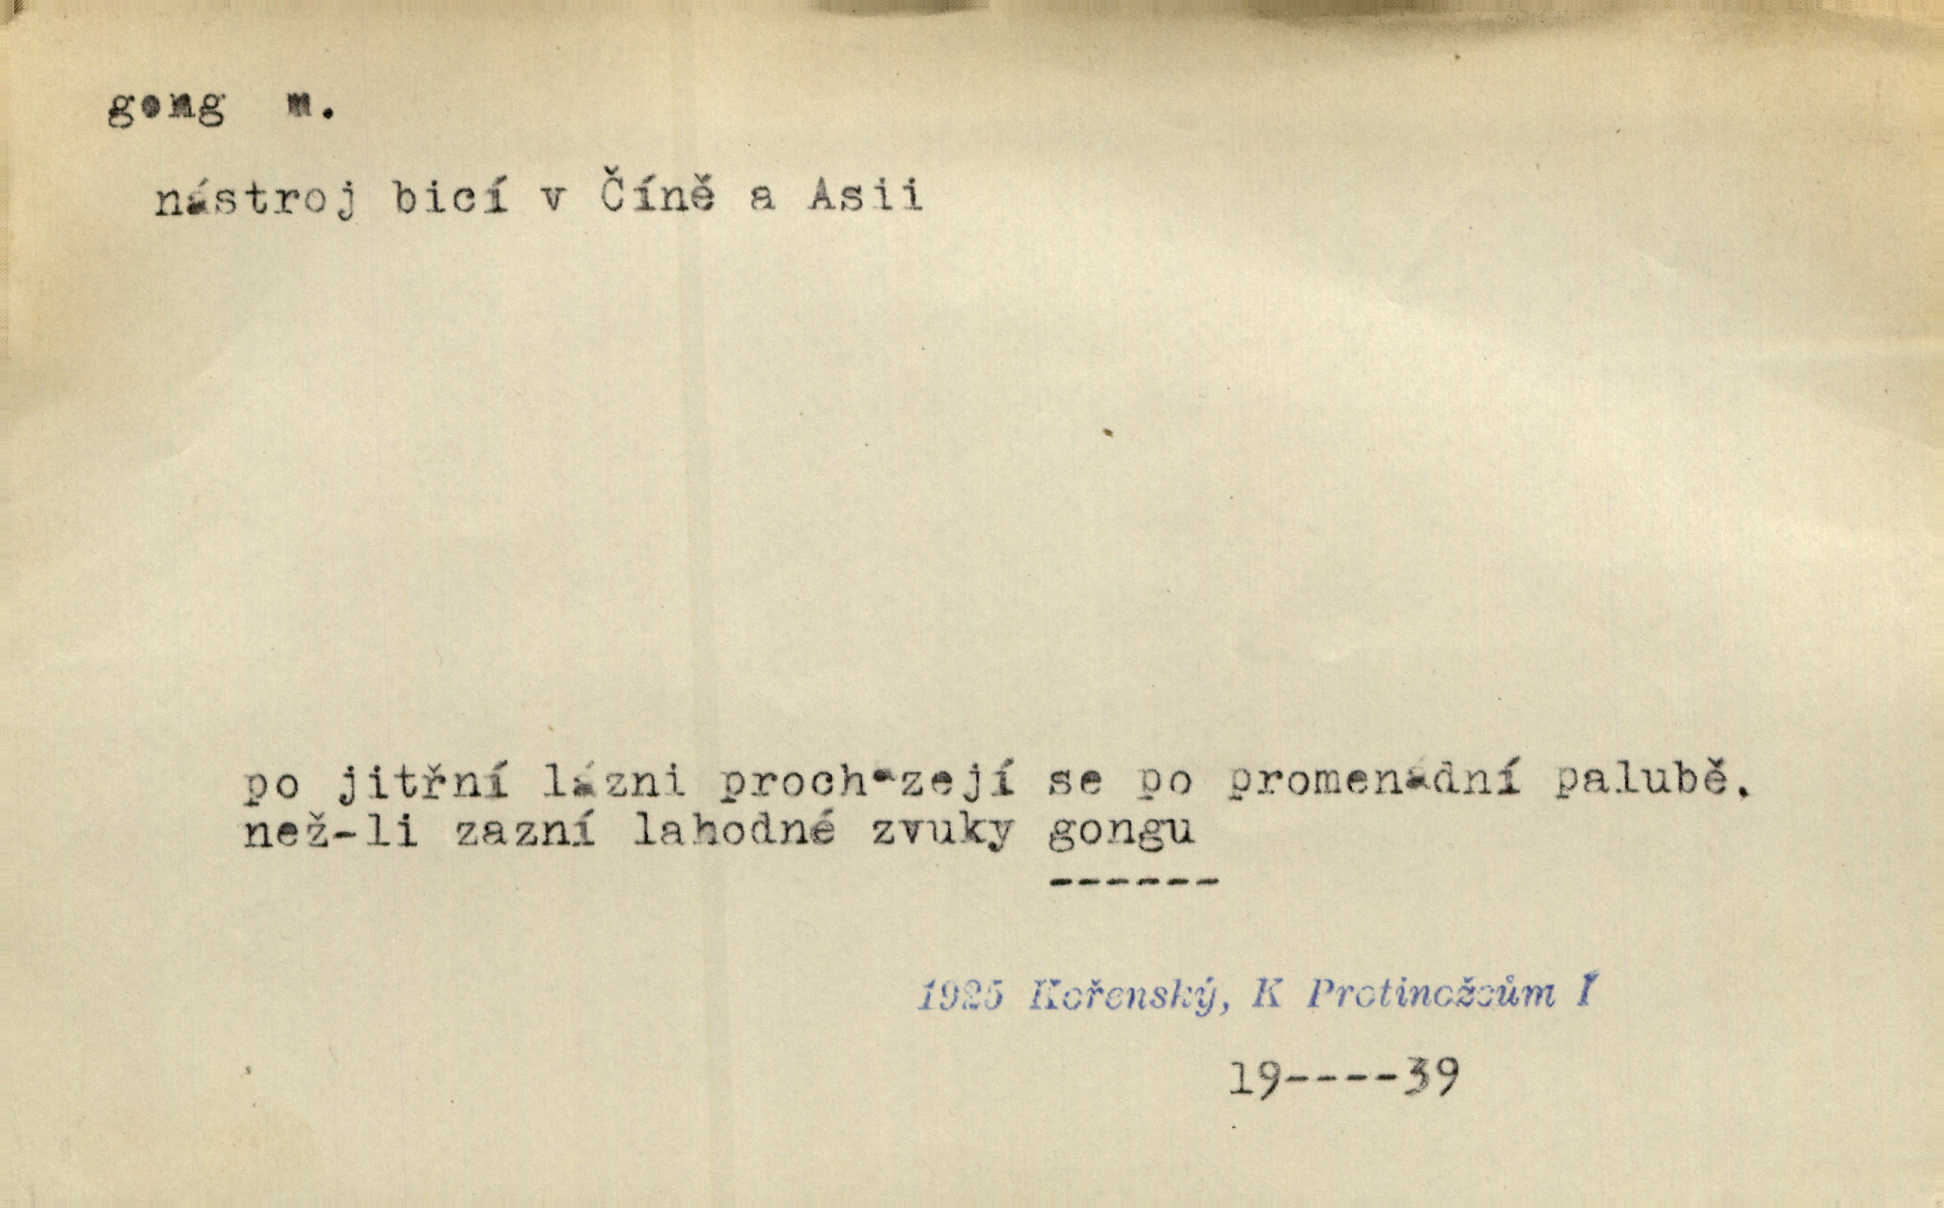 gong m.
nástroj bicí v Číně a Asii
po jitřní lázni procházejí se po promenádní palubě.
než-li zazní lahodné zvuky gongu
------
1925 Kořenský, K Protinožcům I
19----39